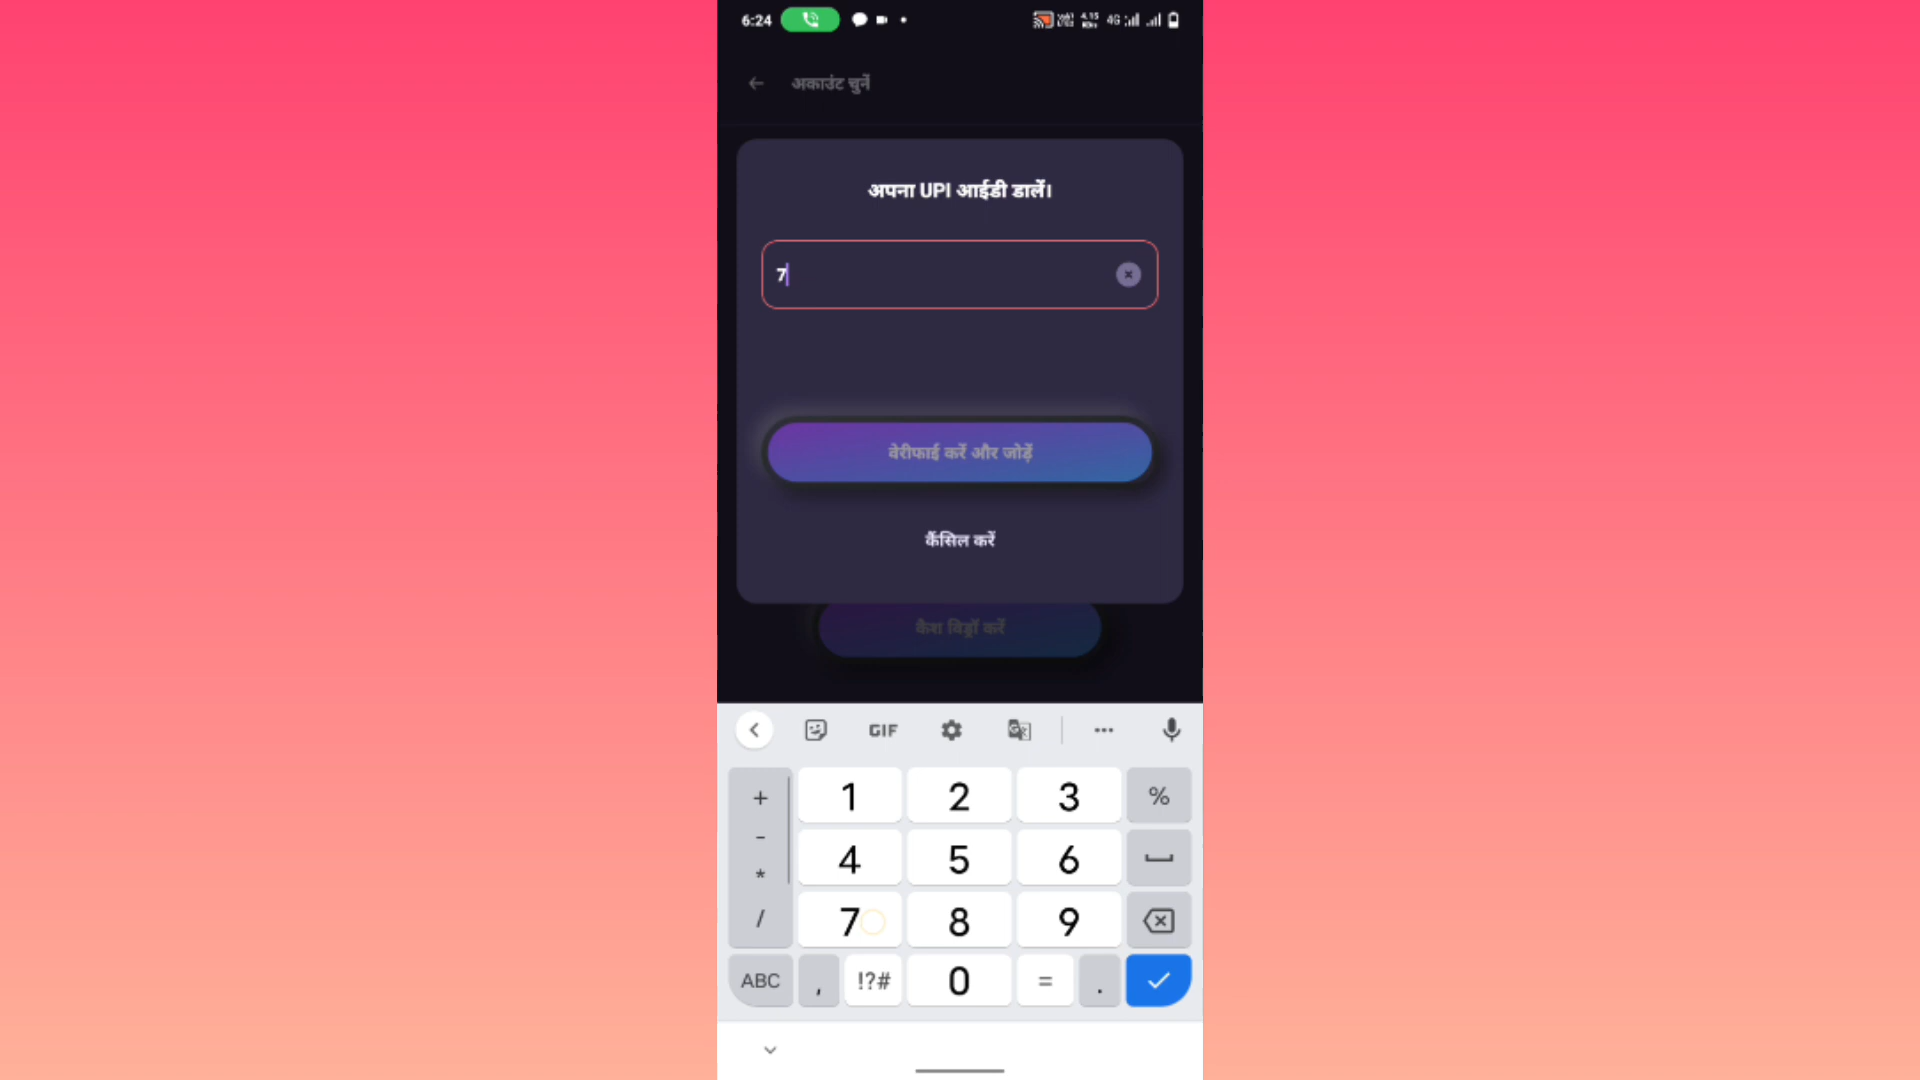 6:24
4G
अकाउंट चुनें
अपना UPI आईडी डालें।
7
वेरीफाई करें और जोड़ें
कैंसिल करें
कैश विड्रॉ करें
GIF
+ 1 2 3 %
- 4 5 6
*
/ 7 8 9
ABC , !?# 0 = .